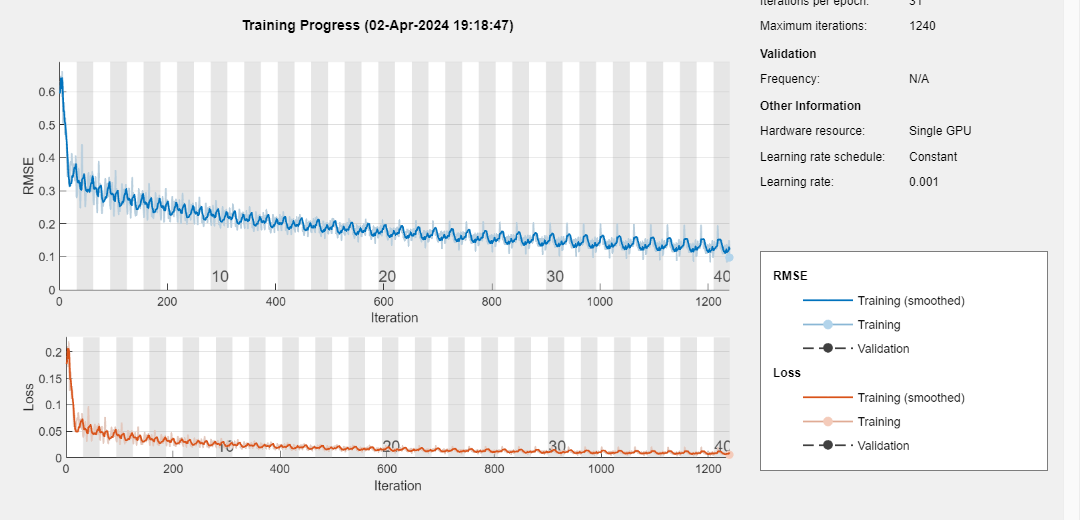 Iterations per epoch: 31
Training Progress (02-Apr-2024 19:18:47)
Maximum iterations: 1240
Validation
Frequency: N/A
Other Information
Hardware resource: Single GPU
Learning rate schedule: Constant
Learning rate: 0.001
RMSE
0.6
0.5
0.4
0.3
0.2
0.1
0
10 20 30 40
0 200 400 600 800 1000 1200
Iteration
Loss
0.2
0.15
0.1
0.05
0
10 20 30 40
0 200 400 600 800 1000 1200
Iteration
RMSE
Training (smoothed)
Training
Validation
Loss
Training (smoothed)
Training
Validation